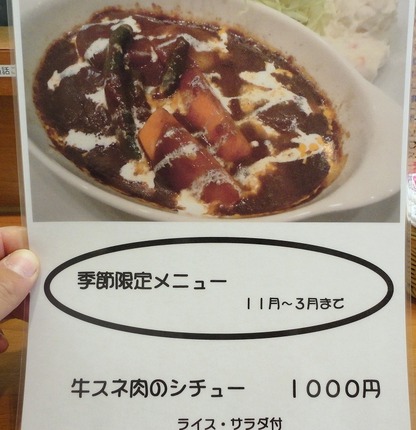 季節限定メニュー
11月～3月まで
牛スネ肉のシチュー 1000円
ライス・サラダ付